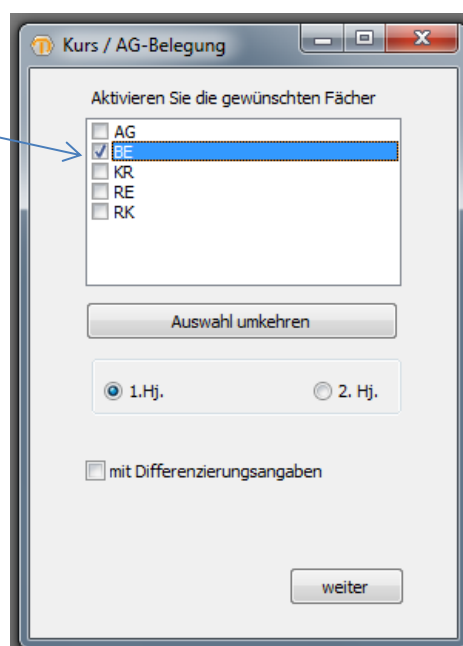 Kurs / AG-Belegung
Aktivieren Sie die gewünschten Fächer
AG
BE
KR
RE
RK
Auswahl umkehren
1.Hj. 2. Hj.
mit Differenzierungsangaben
weiter